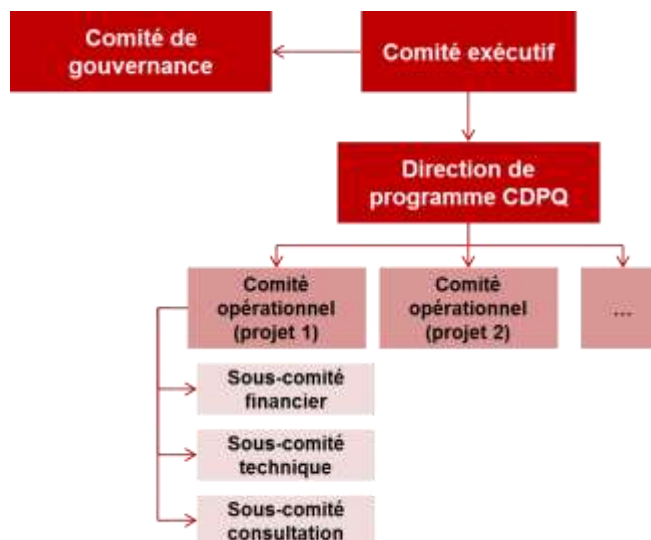 Comité de
gouvernance
Comité exécutif
Direction de
programme CDPQ
Comité
opérationnel
(projet 1)
Comité
opérationnel
(projet 2)
...
Sous-comité
financier
Sous-comité
technique
Sous-comité
consultation